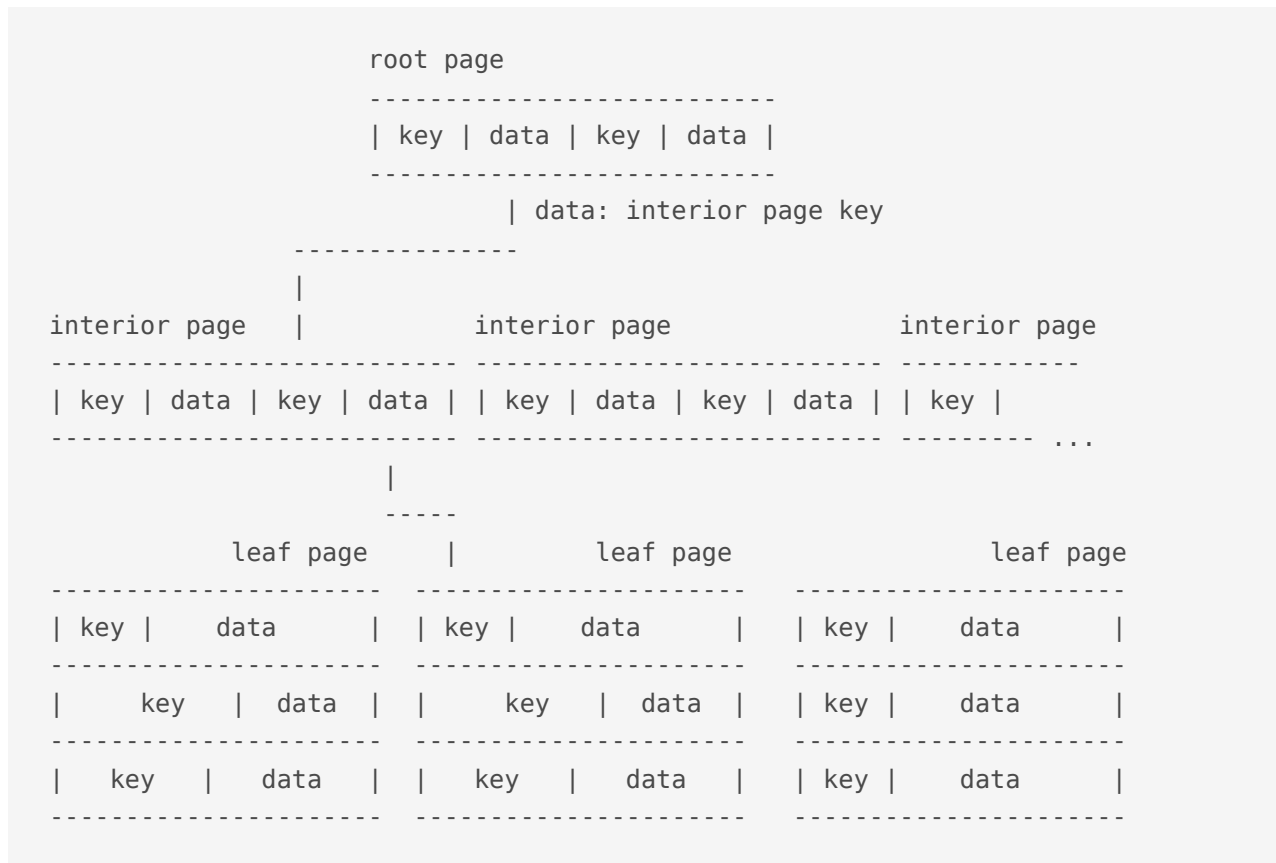 root page
---------------------------
| key | data | key | data |
---------------------------
| data: interior page key
---------------
|
interior page | interior page interior page
--------------------------- --------------------------- ------------
| key | data | key | data | | key | data | key | data | | key |
--------------------------- --------------------------- --------- ...
|
-----
leaf page | leaf page leaf page
---------------------- ---------------------- ----------------------
| key | data | | key | data | | key | data |
---------------------- ---------------------- ----------------------
| key | data | | key | data | | key | data |
---------------------- ---------------------- ----------------------
| key | data | | key | data | | key | data |
---------------------- ---------------------- ----------------------